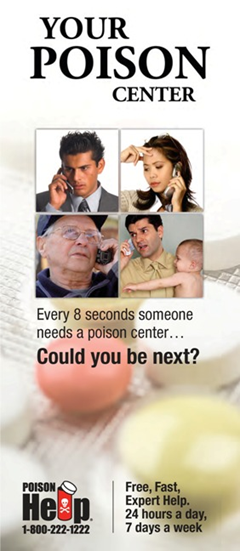 YOUR
POISON
CENTER
Every 8 seconds someone
needs a poison center…
Could you be next?
POISON
Help®
1-800-222-1222
Free, Fast,
Expert Help.
24 hours a day,
7 days a week